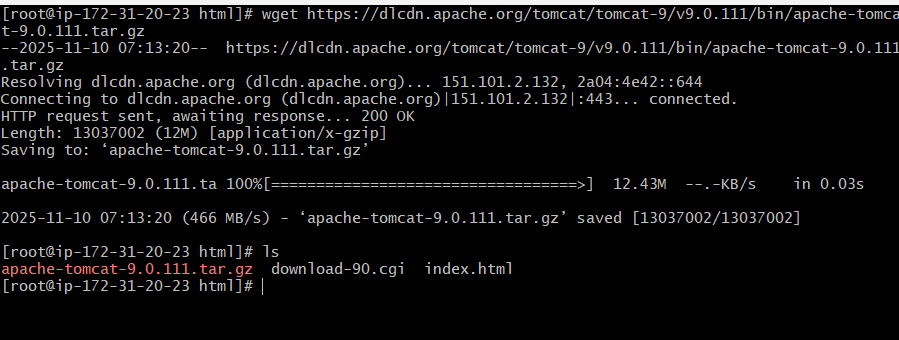 [root@ip-172-31-20-23 html]# wget https://dlcdn.apache.org/tomcat/tomcat-9/v9.0.111/bin/apache-tomca
t-9.0.111.tar.gz
--2025-11-10 07:13:20--  https://dlcdn.apache.org/tomcat/tomcat-9/v9.0.111/bin/apache-tomcat-9.0.111
.tar.gz
Resolving dlcdn.apache.org (dlcdn.apache.org)... 151.101.2.132, 2a04:4e42::644
Connecting to dlcdn.apache.org (dlcdn.apache.org)|151.101.2.132|:443... connected.
HTTP request sent, awaiting response... 200 OK
Length: 13037002 (12M) [application/x-gzip]
Saving to: ‘apache-tomcat-9.0.111.tar.gz’
apache-tomcat-9.0.111.ta 100%[==================================>]  12.43M  --.-KB/s    in 0.03s
2025-11-10 07:13:20 (466 MB/s) - ‘apache-tomcat-9.0.111.tar.gz’ saved [13037002/13037002]
[root@ip-172-31-20-23 html]# ls
apache-tomcat-9.0.111.tar.gz  download-90.cgi  index.html
[root@ip-172-31-20-23 html]#